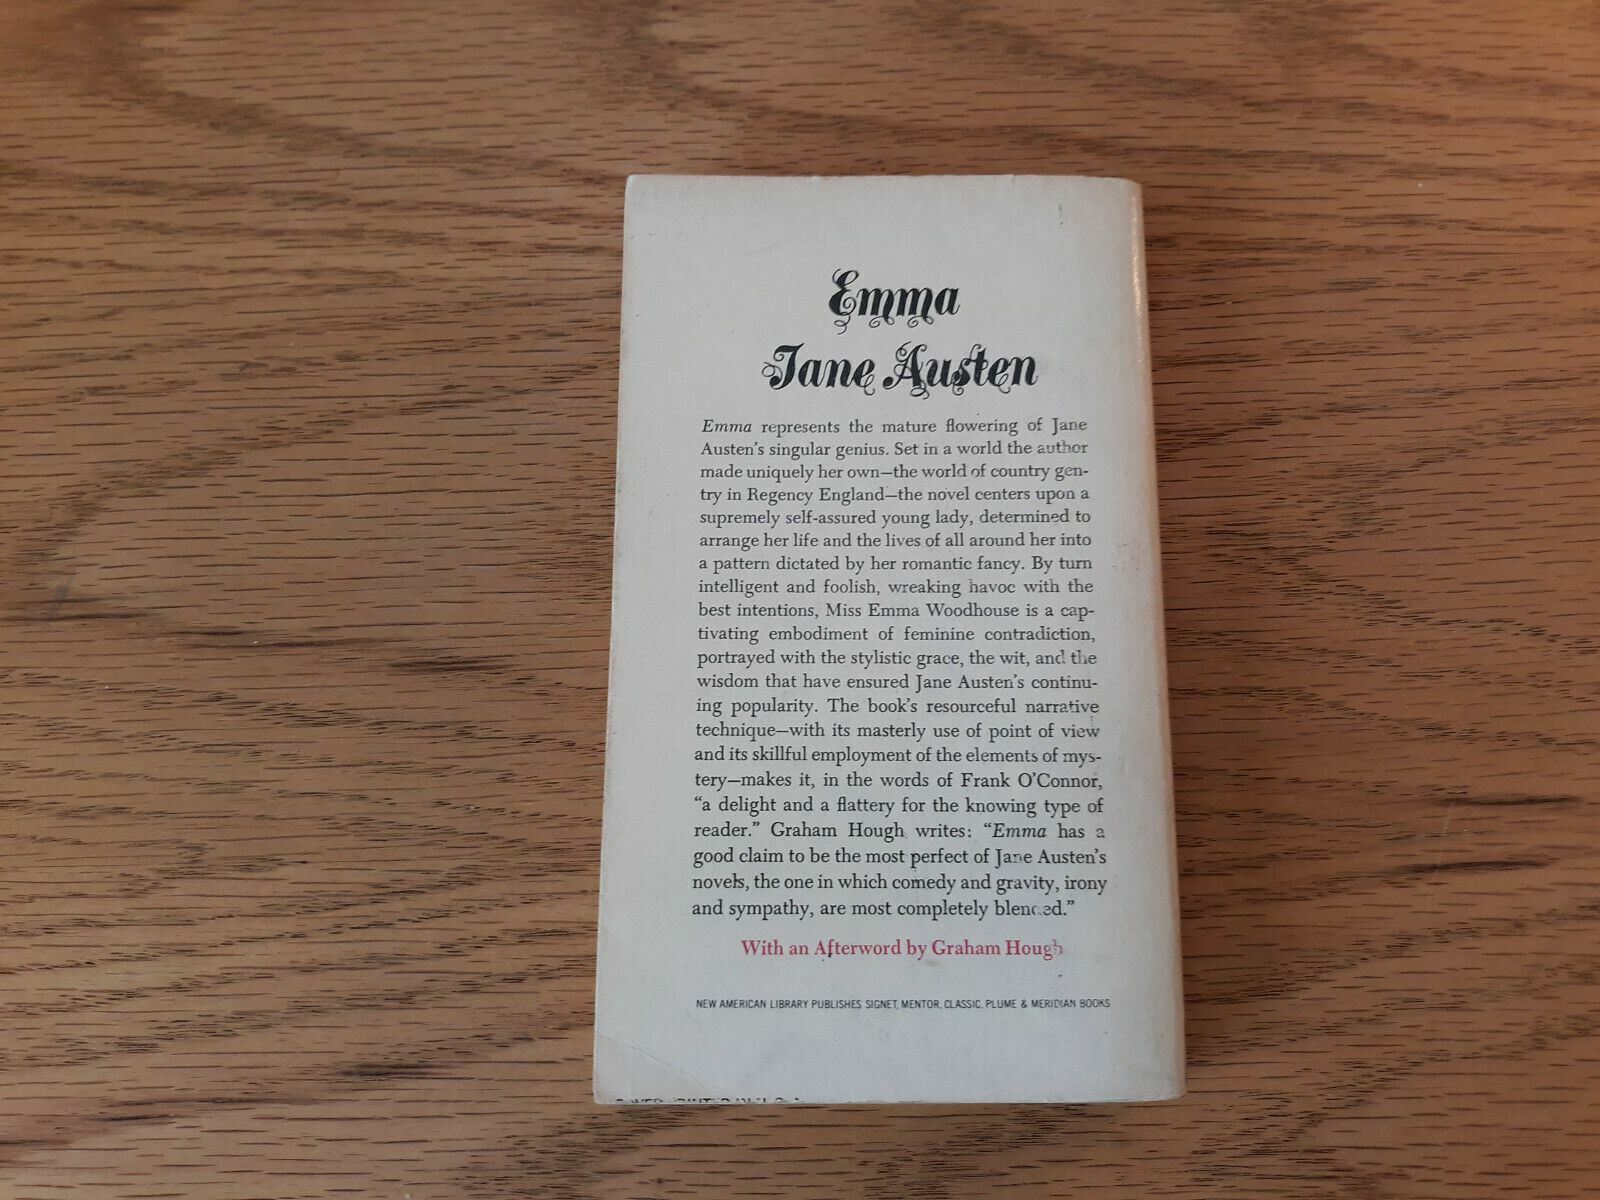 Emma
Jane Austen
Emma represents the mature flowering of Jane
Austen's singular genius. Set in a world the author
made uniquely her own—the world of country gen-
try in Regency England—the novel centers upon a
supremely self-assured young lady, determined to
arrange her life and the lives of all around her into
a pattern dictated by her romantic fancy. By turn
intelligent and foolish, wreaking havoc with the
best intentions, Miss Emma Woodhouse is a cap-
tivating embodiment of feminine contradiction,
portrayed with the stylistic grace, the wit, and the
wisdom that have ensured Jane Austen's continu-
ing popularity. The book's resourceful narrative
technique—with its masterly use of point of view
and its skillful employment of the elements of mys-
tery—makes it, in the words of Frank O'Connor,
"a delight and a flattery for the knowing type of
reader." Graham Hough writes: "Emma has a
good claim to be the most perfect of Jane Austen's
novels, the one in which comedy and gravity, irony
and sympathy, are most completely blended."
With an Afterword by Graham Hough
NEW AMERICAN LIBRARY PUBLISHES SIGNET, MENTOR, CLASSIC, PLUME & MERIDIAN BOOKS